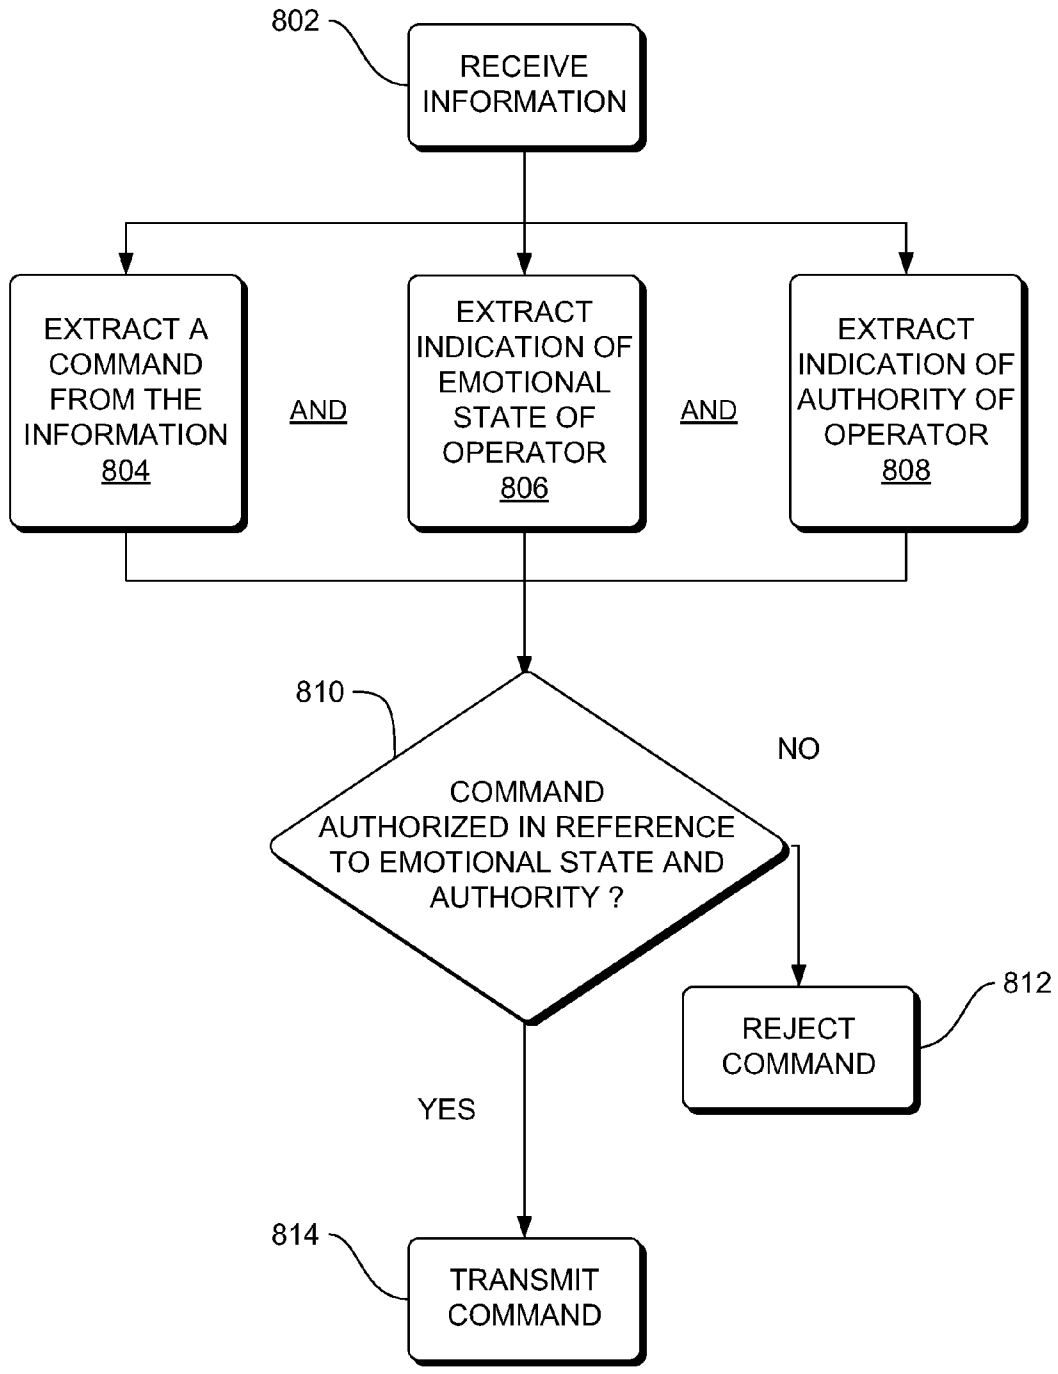 802
RECEIVE
INFORMATION
EXTRACT A
COMMAND
FROM THE
INFORMATION
804
AND
EXTRACT
INDICATION OF
EMOTIONAL
STATE OF
OPERATOR
806
AND
EXTRACT
INDICATION OF
AUTHORITY OF
OPERATOR
808
810
COMMAND
AUTHORIZED IN REFERENCE
TO EMOTIONAL STATE AND
AUTHORITY ?
NO
812
REJECT
COMMAND
YES
814
TRANSMIT
COMMAND